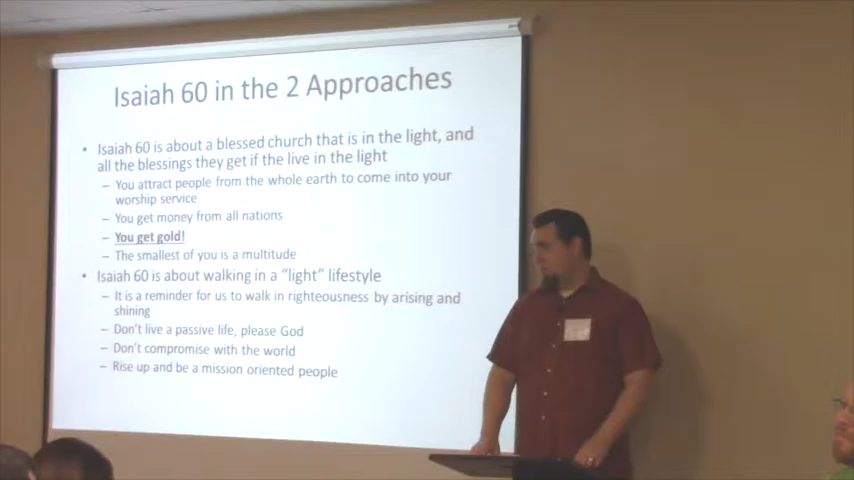 Isaiah 60 in the 2 Approaches
• Isaiah 60 is about a blessed church that is in the light, and
all the blessings they get if the live in the light
– You attract people from the whole earth to come into your
worship service
– You get money from all nations
– You get gold!
– The smallest of you is a multitude
• Isaiah 60 is about walking in a “light” lifestyle
– It is a reminder for us to walk in righteousness by arising and
shining
– Don’t live a passive life, please God
– Don’t compromise with the world
– Rise up and be a mission oriented people